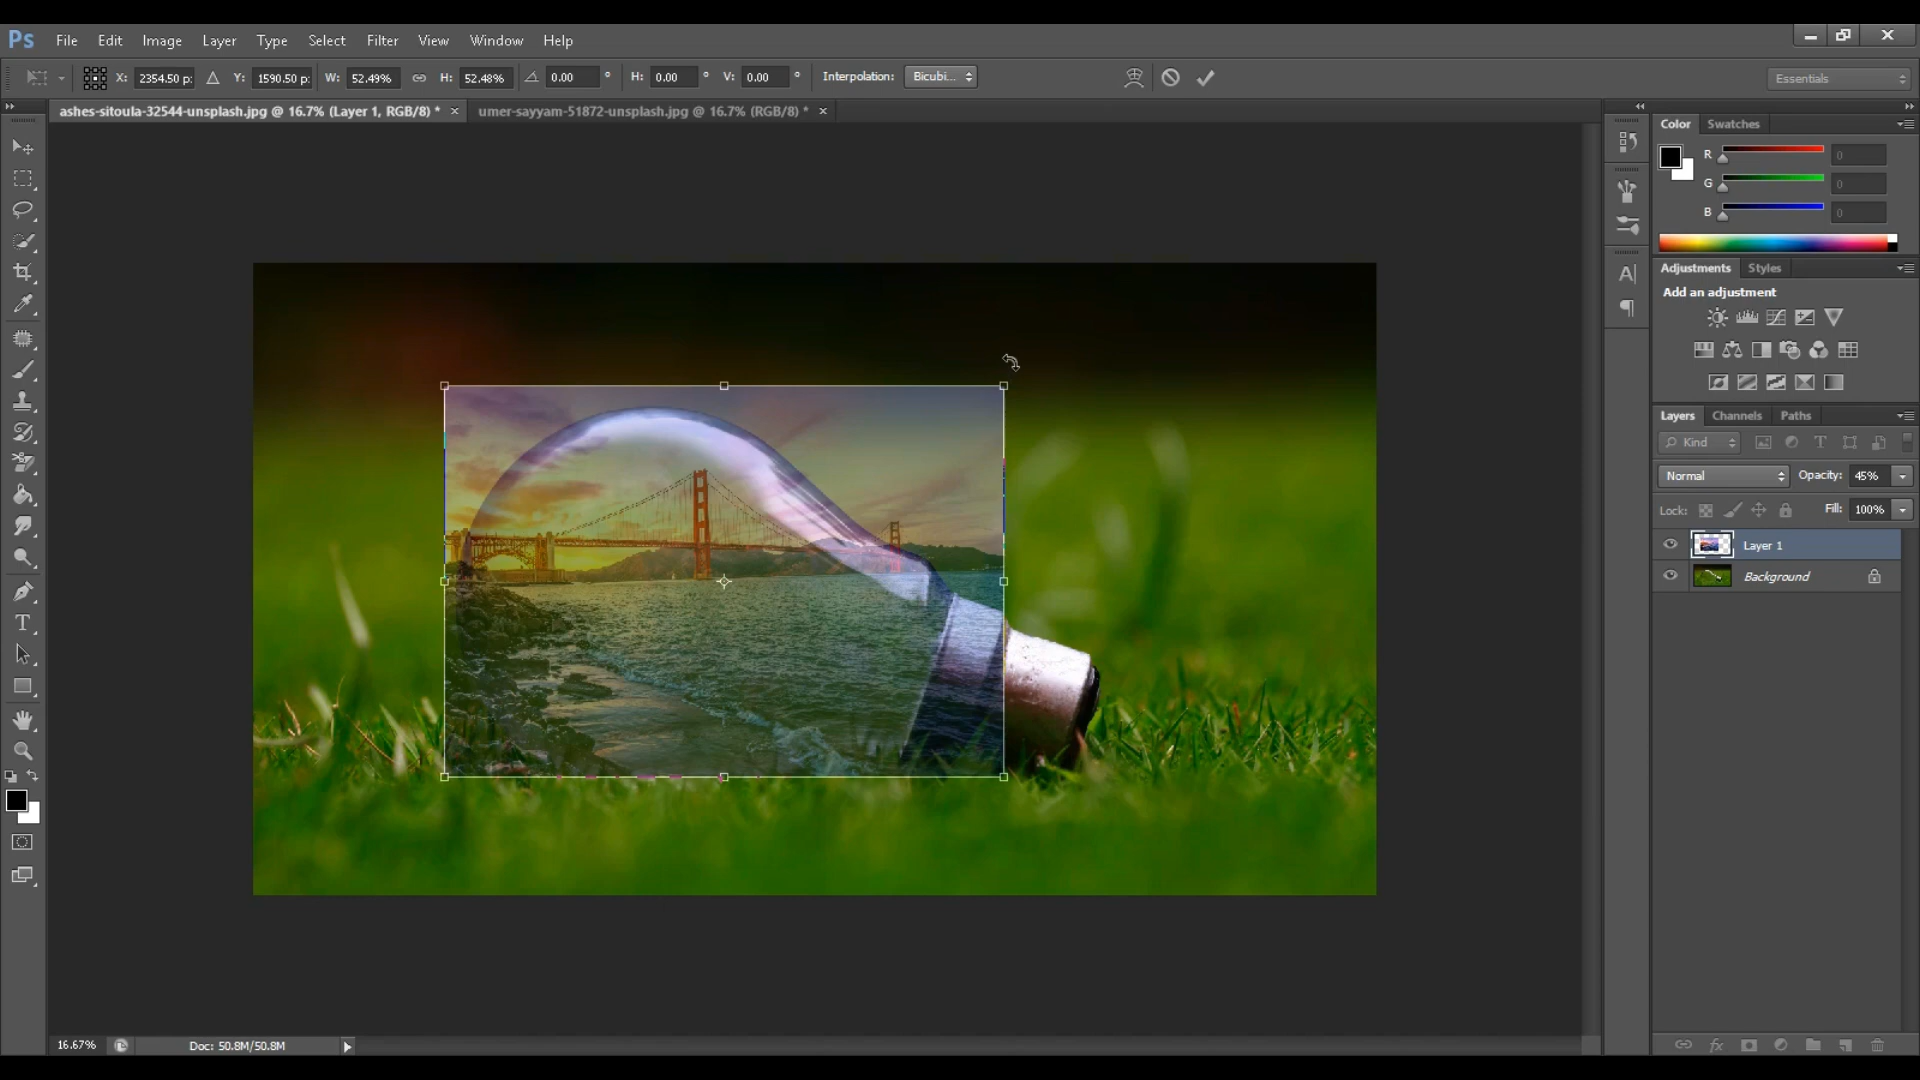 Ps File Edit Image Layer Type Select Filter View Window Help
X: 2354.50 p: Y: 1590.50 p: W: 52.49% H: 52.48% 0.00 ° H: 0.00 ° V: 0.00 ° Interpolation: Bicubi... Essentials
ashes-sitoula-32544-unsplash.jpg @ 16.7% (Layer 1, RGB/8) * × umer-sayyam-51872-unsplash.jpg @ 16.7% (RGB/8) * ×
Color Swatches
R 0
G 0
B 0
Adjustments Styles
Add an adjustment
Layers Channels Paths
Kind
Normal Opacity: 45%
Lock: Fill: 100%
Layer 1
Background
16.67% Doc: 50.8M/50.8M